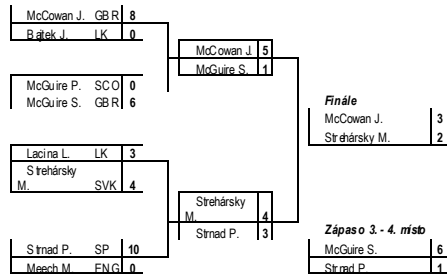 McCowan J. GBR 8
Bajtek J. LK 0
McCowan J. 5
McGuire S. 1
McGuire P. SCO 0
McGuire S. GBR 6
Finále
McCowan J. 3
Strehársky M. 2
Lacina L. LK 3
Strehársky
M. SVK 4
Strehársky
M. 4
Strnad P. 3
Zápas o 3. - 4. místo
Strnad P. SP 10
Meech M. ENG 0
McGuire S. 6
Strnad P. 1